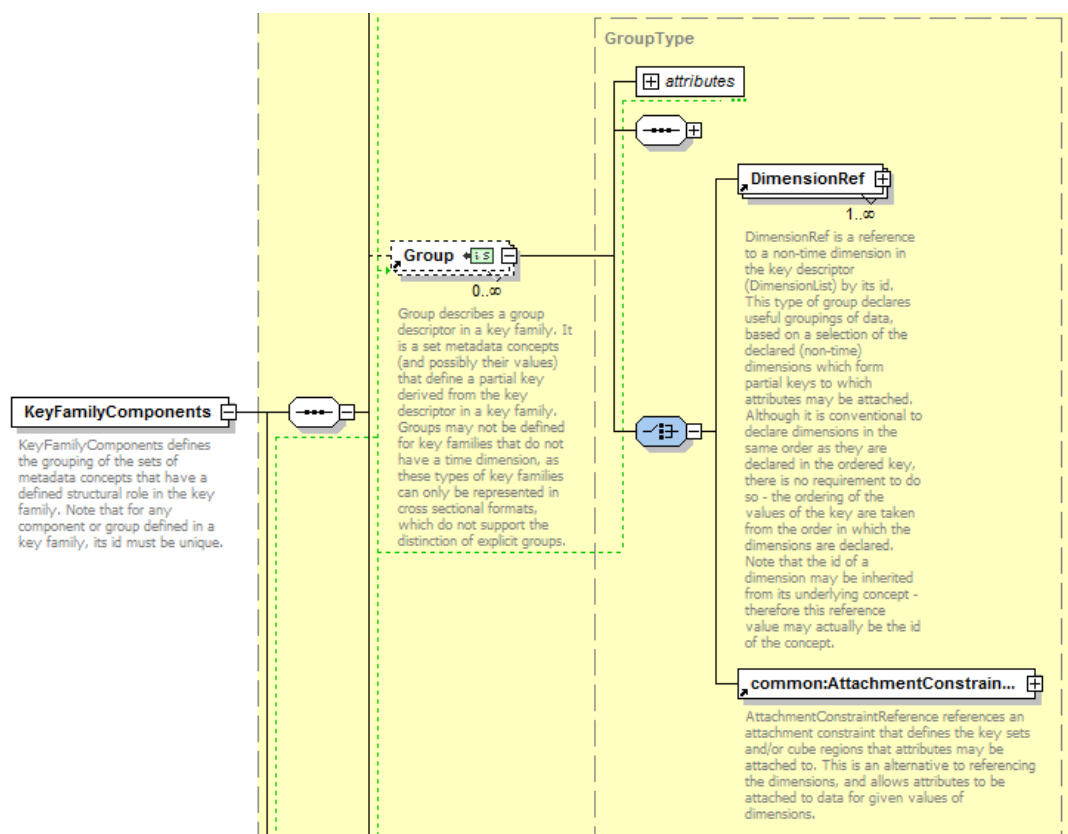 GroupType
attributes
DimensionRef
1..∞
DimensionRef is a reference
to a non-time dimension in
the key descriptor
(DimensionList) by its id.
This type of group declares
useful groupings of data,
based on a selection of the
declared (non-time)
dimensions which form
partial keys to which
attributes may be attached.
Although it is conventional to
declare dimensions in the
same order as they are
declared in the ordered key,
there is no requirement to do
so - the ordering of the
values of the key are taken
from the order in which the
dimensions are declared.
Note that the id of a
dimension may be inherited
from its underlying concept -
therefore this reference
value may actually be the id
of the concept.
Group
is
0..∞
Group describes a group
descriptor in a key family. It
is a set metadata concepts
(and possibly their values)
that define a partial key
derived from the key
descriptor in a key family.
Groups may not be defined
for key families that do not
have a time dimension, as
these types of key families
can only be represented in
cross sectional formats,
which do not support the
distinction of explicit groups.
KeyFamilyComponents
KeyFamilyComponents defines
the grouping of the sets of
metadata concepts that have a
defined structural role in the key
family. Note that for any
component or group defined in a
key family, its id must be unique.
common:AttachmentConstrain...
AttachmentConstraintReference references an
attachment constraint that defines the key sets
and/or cube regions that attributes may be
attached to. This is an alternative to referencing
the dimensions, and allows attributes to be
attached to data for given values of
dimensions.